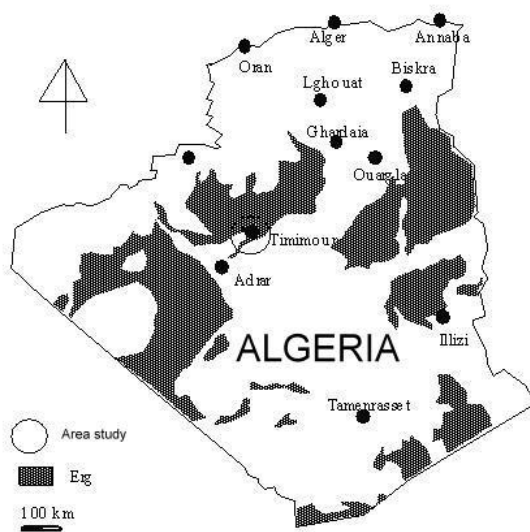 Alger
Annaba
Oran
Biskra
Lghouat
Ghardaia
Ouargla
Timimoun
Adrar
Illizi
ALGERIA
Tamenrasset
Area study
Erg
100 km